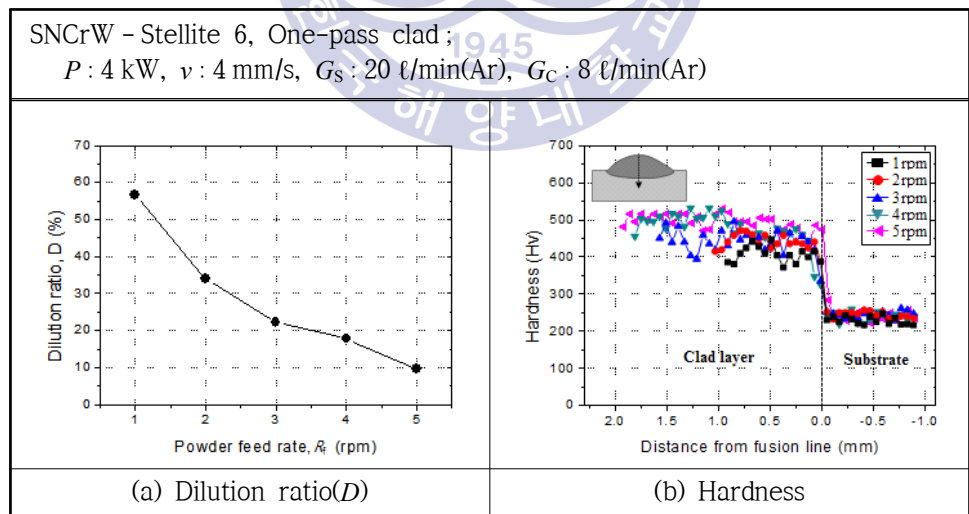 SNCrW – Stellite 6, One-pass clad ;
P : 4 kW, v : 4 mm/s, GS : 20 ℓ/min(Ar), GC : 8 ℓ/min(Ar)
1945
해양대
70
60
50
40
30
20
10
0
Dilution ratio, D (%)
1 2 3 4 5
Powder feed rate, Rf (rpm)
700
600
500
400
300
200
100
0
Hardness (Hv)
1rpm
2rpm
3rpm
4rpm
5rpm
Clad layer
Substrate
2.0 1.5 1.0 0.5 0.0 -0.5 -1.0
Distance from fusion line (mm)
(a) Dilution ratio(D)
(b) Hardness